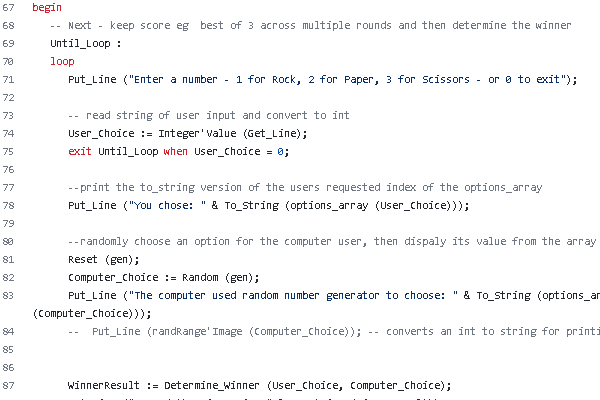 67 begin
68 -- Next - keep score eg best of 3 across multiple rounds and then determine the winner
69 Until_Loop :
70 loop
71 Put_Line ("Enter a number - 1 for Rock, 2 for Paper, 3 for Scissors - or 0 to exit");
72
73 -- read string of user input and convert to int
74 User_Choice := Integer'Value (Get_Line);
75 exit Until_Loop when User_Choice = 0;
76
77 --print the to_string version of the users requested index of the options_array
78 Put_Line ("You chose: " & To_String (options_array (User_Choice)));
79
80 --randomly choose an option for the computer user, then dispaly its value from the array
81 Reset (gen);
82 Computer_Choice := Random (gen);
83 Put_Line ("The computer used random number generator to choose: " & To_String (options_ar
(Computer_Choice)));
84 -- Put_Line (randRange'Image (Computer_Choice)); -- converts an int to string for printi
85
86
87 WinnerResult := Determine_Winner (User_Choice, Computer_Choice);